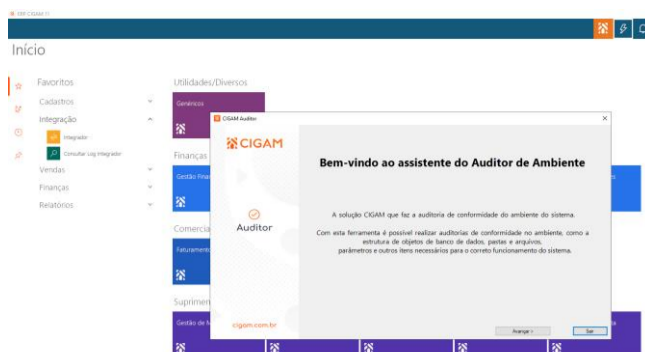 ERP CIGAM 11
Início
Favoritos
Cadastros
Integração
Integrador
Consultar Log Integrador
Vendas
Finanças
Relatórios
Utilidades/Diversos
Genéricos
Finanças
Gestão Finan
Comercia
Faturamento
Suprimen
Gestão de M
CIGAM Auditor
CIGAM
Auditor
cigam.com.br
Bem-vindo ao assistente do Auditor de Ambiente
A solução CIGAM que faz a auditoria de conformidade do ambiente do sistema.
Com esta ferramenta é possível realizar auditorias de conformidade no ambiente, como a
estrutura de objetos de banco de dados, pastas e arquivos,
parâmetros e outros itens necessários para o correto funcionamento do sistema.
Avançar >
Sair